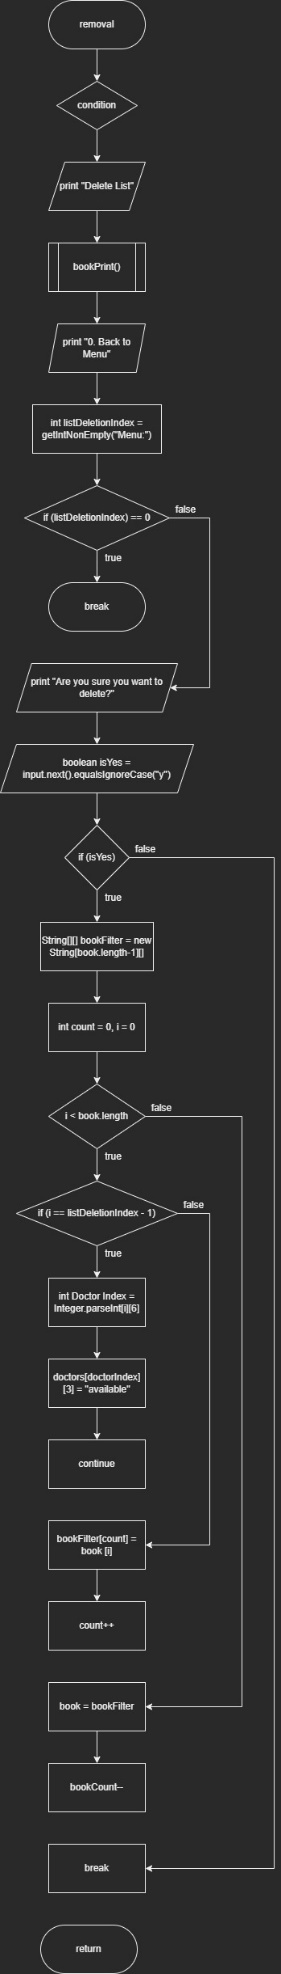 removal
condition
print "Delete List"
bookPrint()
print "0. Back to
Menu"
int listDeletionIndex =
getIntNonEmpty("Menu:")
if (listDeletionIndex) == 0
false
true
break
print "Are you sure you want to
delete?"
boolean isYes =
input.next().equalsIgnoreCase("y")
if (isYes)
false
true
String[][] bookFilter = new
String[book.length-1][]
int count = 0, i = 0
i < book.length
false
true
if (i == listDeletionIndex - 1)
false
true
int Doctor Index =
Integer.parseInt[i][6]
doctors[doctorIndex]
[3] = "available"
continue
bookFilter[count] =
book [i]
count++
book = bookFilter
bookCount--
break
return